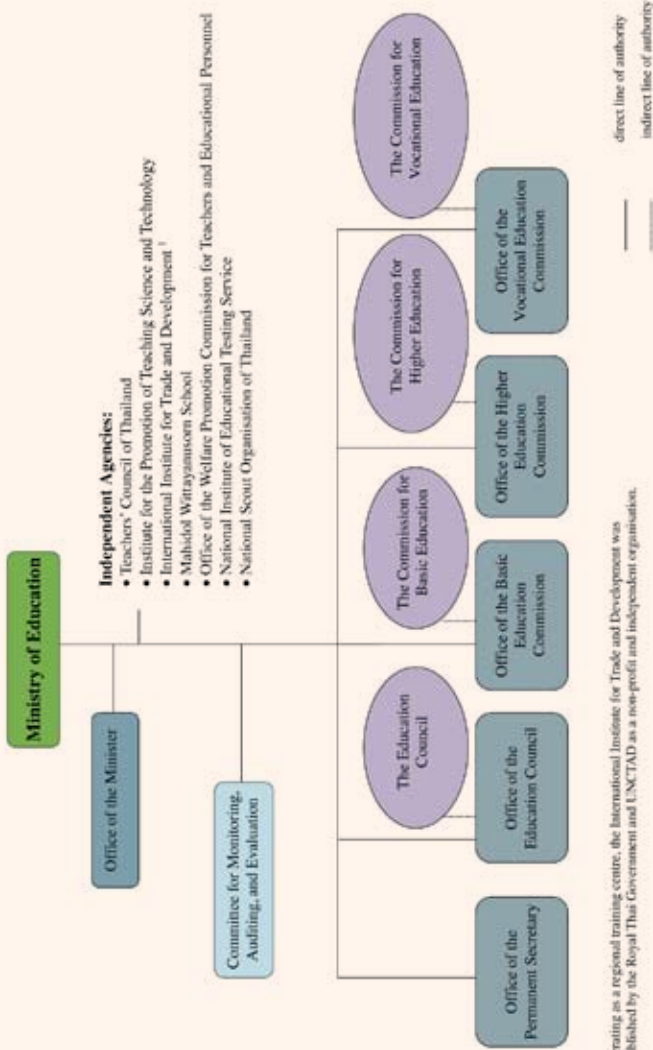 Ministry of Education
Office of the Minister
Independent Agencies:
• Teachers' Council of Thailand
• Institute for the Promotion of Teaching Science and Technology
• International Institute for Trade and Development 1
• Mahidol Wittayanusorn School
• Office of the Welfare Promotion Commission for Teachers and Educational Personnel
• National Institute of Educational Testing Service
• National Scout Organisation of Thailand
Committee for Monitoring,
Auditing, and Evaluation
The Education
Council
The Commission for
Basic Education
The Commission for
Higher Education
The Commission for
Vocational Education
Office of the
Permanent Secretary
Office of the
Education Council
Office of the Basic
Education
Commission
Office of the Higher
Education
Commission
Office of the
Vocational Education
Commission
rating as a regional training centre, the International Institute for Trade and Development was
blished by the Royal Thai Government and UNCTAD as a non-profit and independent organisation.
direct line of authority
indirect line of authority